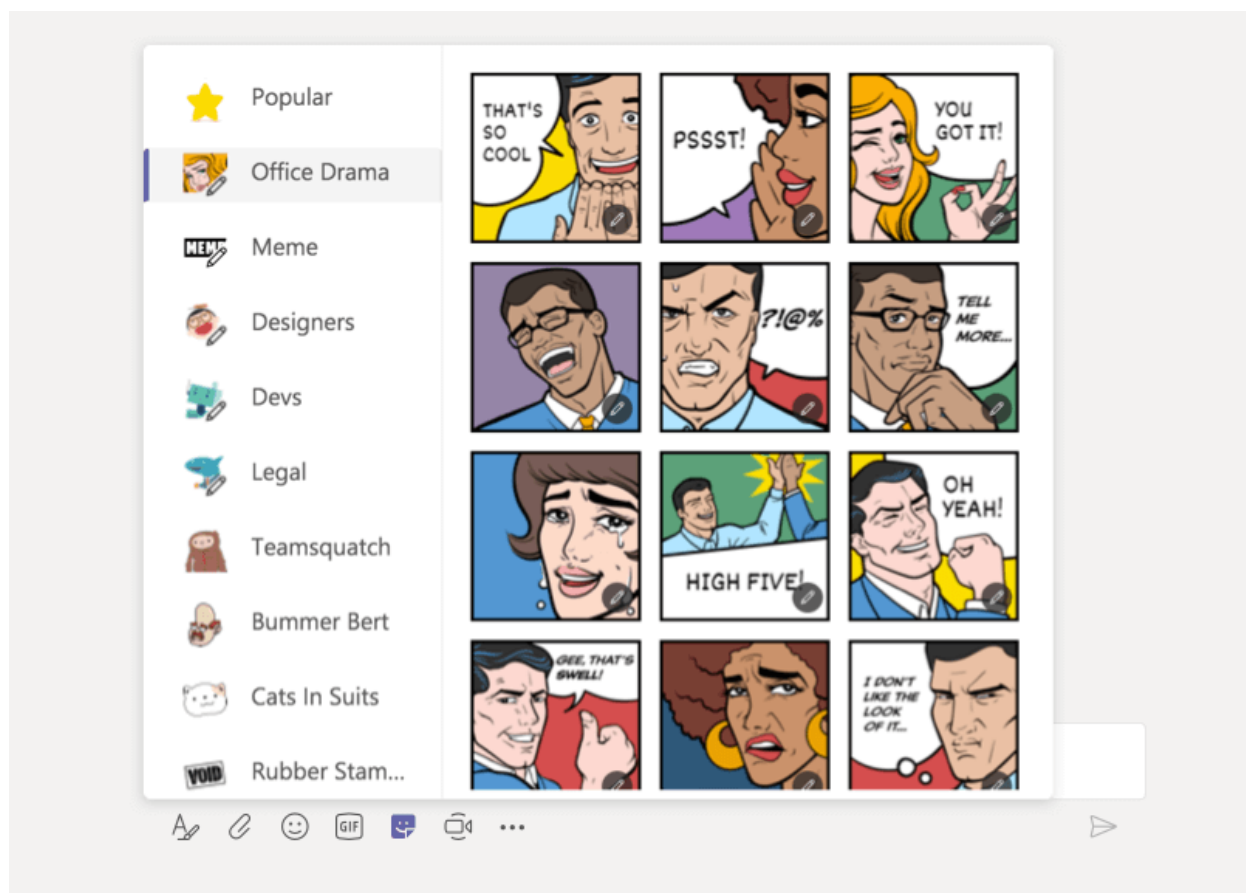 Popular
Office Drama
MEME
Meme
Designers
Devs
Legal
Teamsquatch
Bummer Bert
Cats In Suits
VOID
Rubber Stam...
THAT'S
SO
COOL
PSSST!
YOU
GOT IT!
?!@%
TELL
ME
MORE...
HIGH FIVE!
OH
YEAH!
GEE, THAT'S
SWELL!
I DON'T
LIKE THE
LOOK
OF IT...
GIF